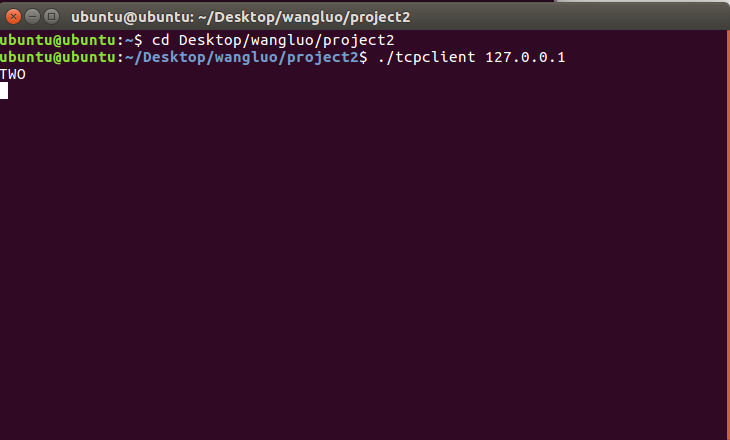 ubuntu@ubuntu: ~/Desktop/wangluo/project2
ubuntu@ubuntu:~$ cd Desktop/wangluo/project2
ubuntu@ubuntu:~/Desktop/wangluo/project2$ ./tcpclient 127.0.0.1
TWO